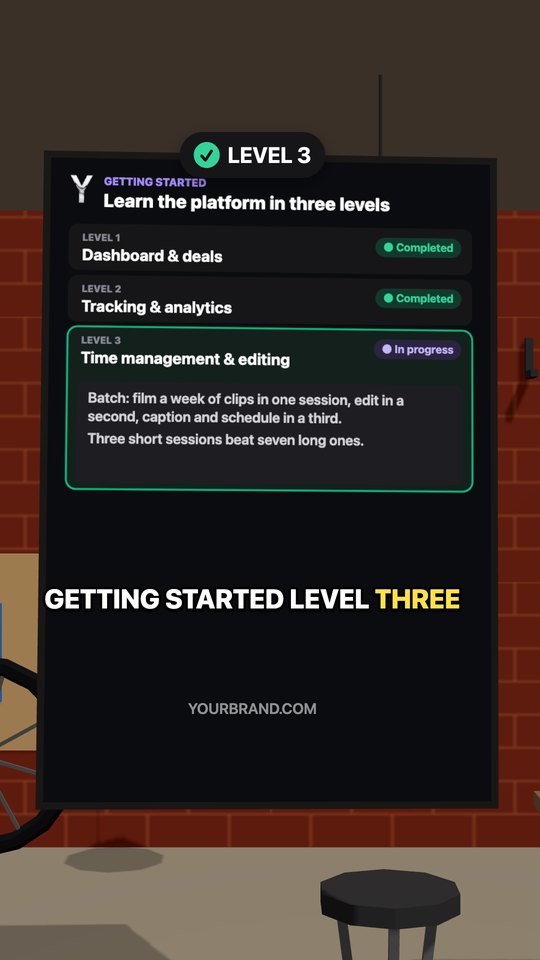 LEVEL 3
GETTING STARTED
Learn the platform in three levels
LEVEL 1
Dashboard & deals
Completed
LEVEL 2
Tracking & analytics
Completed
LEVEL 3
Time management & editing
In progress
Batch: film a week of clips in one session, edit in a
second, caption and schedule in a third.
Three short sessions beat seven long ones.
GETTING STARTED LEVEL THREE
YOURBRAND.COM